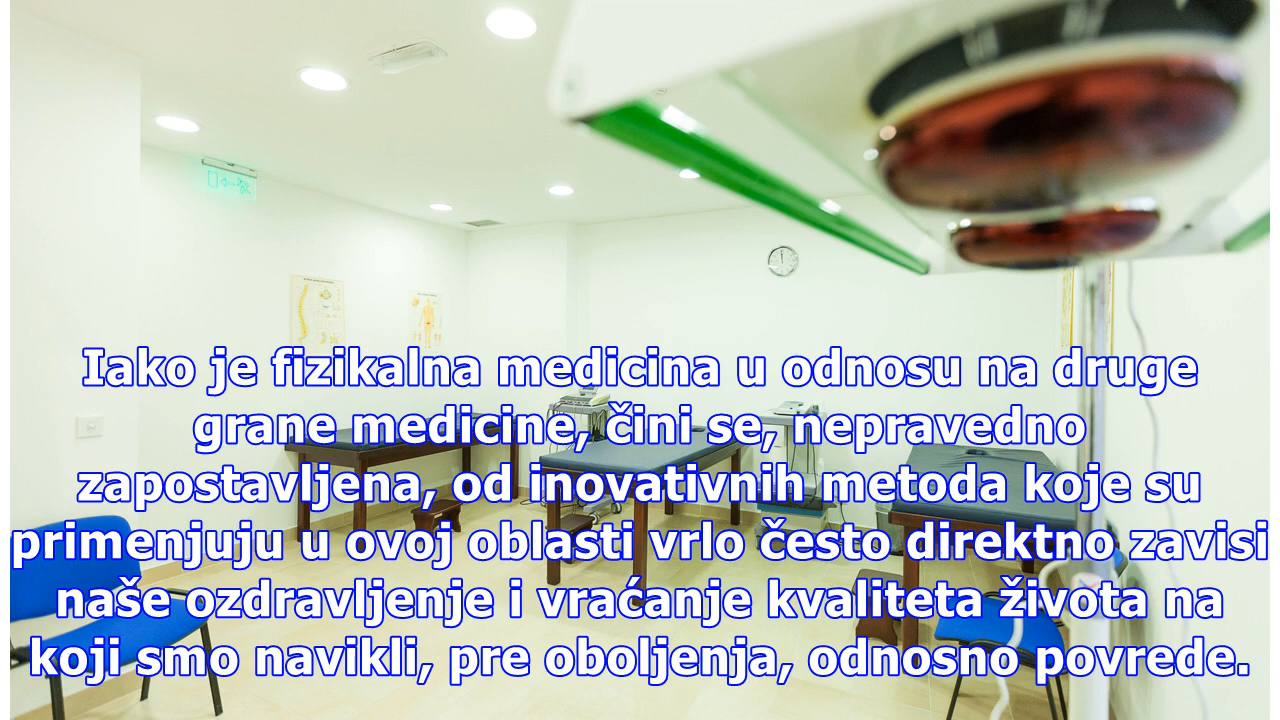 Iako je fizikalna medicina u odnosu na druge
grane medicine, čini se, nepravedno
zapostavljena, od inovativnih metoda koje su
primenjuju u ovoj oblasti vrlo često direktno zavisi
naše ozdravljenje i vraćanje kvaliteta života na
koji smo navikli, pre oboljenja, odnosno povrede.